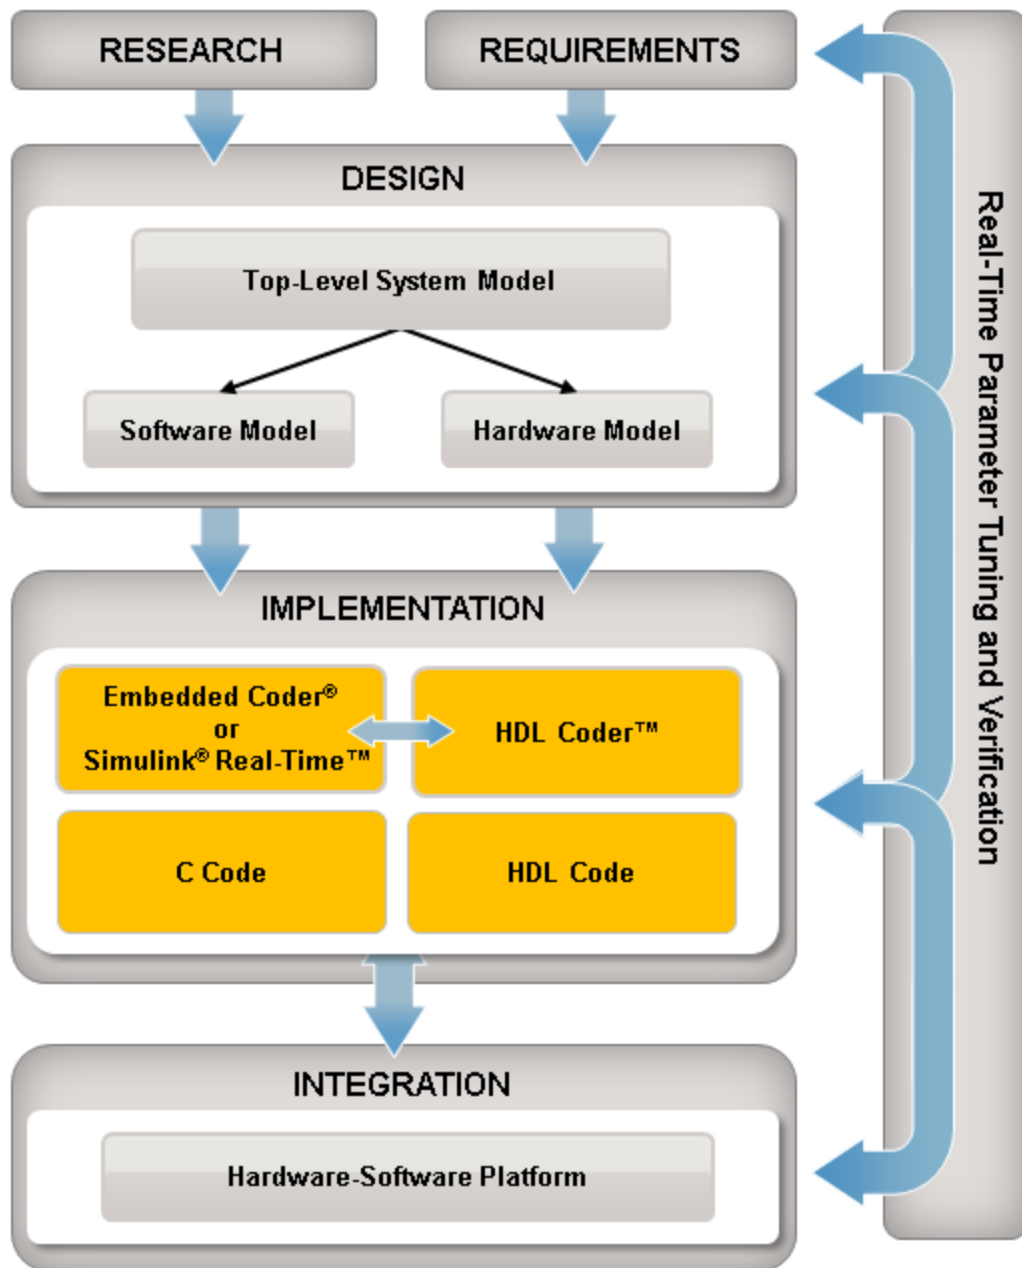 RESEARCH
REQUIREMENTS
DESIGN
Top-Level System Model
Software Model
Hardware Model
IMPLEMENTATION
Embedded Coder®
or
Simulink® Real-Time™
HDL Coder™
C Code
HDL Code
INTEGRATION
Hardware-Software Platform
Real-Time Parameter Tuning and Verification